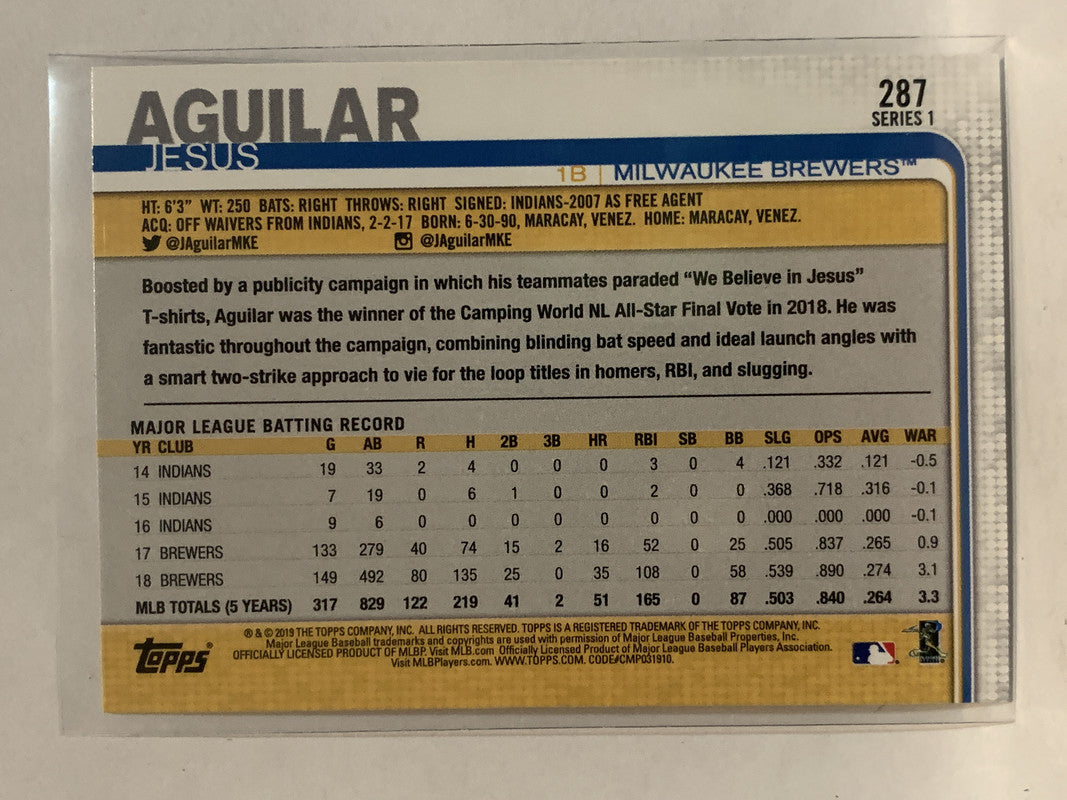 AGUILAR
287
SERIES 1
JESUS
1B | MILWAUKEE BREWERS™
HT: 6'3" WT: 250 BATS: RIGHT THROWS: RIGHT SIGNED: INDIANS-2007 AS FREE AGENT
ACQ: OFF WAIVERS FROM INDIANS, 2-2-17 BORN: 6-30-90, MARACAY, VENEZ. HOME: MARACAY, VENEZ.
@JAguilarMKE @JAguilarMKE
Boosted by a publicity campaign in which his teammates paraded "We Believe in Jesus"
T-shirts, Aguilar was the winner of the Camping World NL All-Star Final Vote in 2018. He was
fantastic throughout the campaign, combining blinding bat speed and ideal launch angles with
a smart two-strike approach to vie for the loop titles in homers, RBI, and slugging.
MAJOR LEAGUE BATTING RECORD
YR CLUB G AB R H 2B 3B HR RBI SB BB SLG OPS AVG WAR
14 INDIANS 19 33 2 4 0 0 0 3 0 4 .121 .332 .121 -0.5
15 INDIANS 7 19 0 6 1 0 0 2 0 0 .368 .718 .316 -0.1
16 INDIANS 9 6 0 0 0 0 0 0 0 0 .000 .000 .000 -0.1
17 BREWERS 133 279 40 74 15 2 16 52 0 25 .505 .837 .265 0.9
18 BREWERS 149 492 80 135 25 0 35 108 0 58 .539 .890 .274 3.1
MLB TOTALS (5 YEARS) 317 829 122 219 41 2 51 165 0 87 .503 .840 .264 3.3
® & © 2019 THE TOPPS COMPANY, INC. ALL RIGHTS RESERVED. TOPPS IS A REGISTERED TRADEMARK OF THE TOPPS COMPANY, INC.
Major League Baseball trademarks and copyrights are used with permission of Major League Baseball Properties, Inc.
OFFICIALLY LICENSED PRODUCT OF MLBP. Visit MLB.com Officially Licensed Product of Major League Baseball Players Association.
Visit MLBPlayers.com. WWW.TOPPS.COM. CODE#CMP031910.
topps®